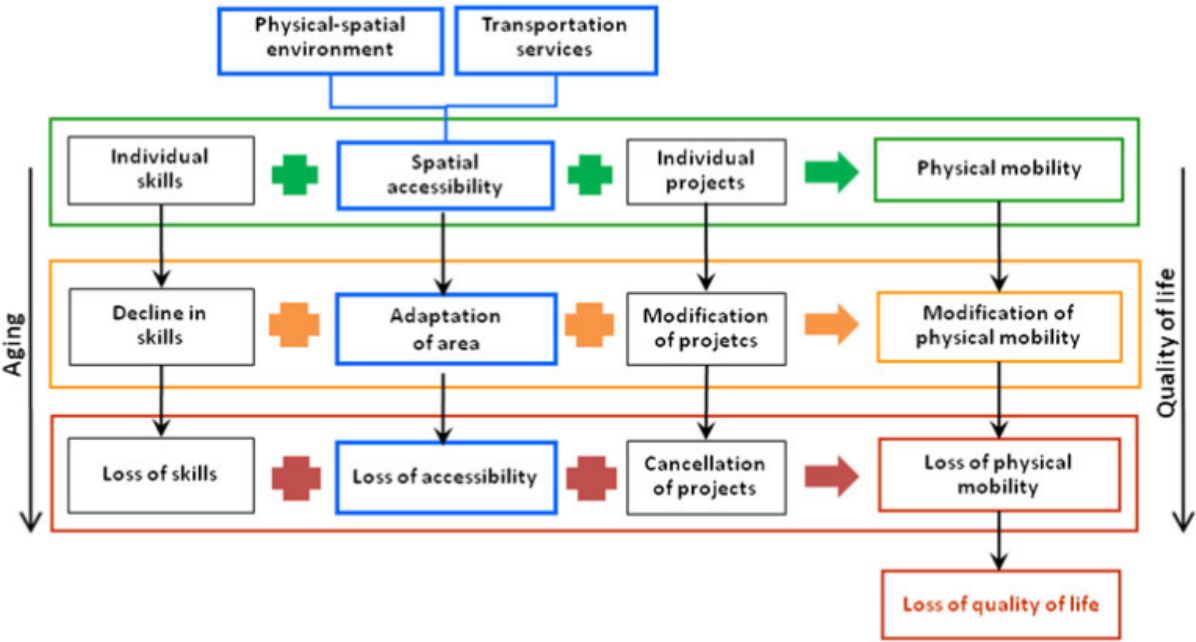 Physical-spatial
environment
Transportation
services
Individual
skills
Spatial
accessibility
Individual
projects
Physical mobility
Aging
Decline in
skills
Adaptation
of area
Modification
of projetcs
Modification of
physical mobility
Quality of life
Loss of skills
Loss of accessibility
Cancellation
of projects
Loss of physical
mobility
Loss of quality of life